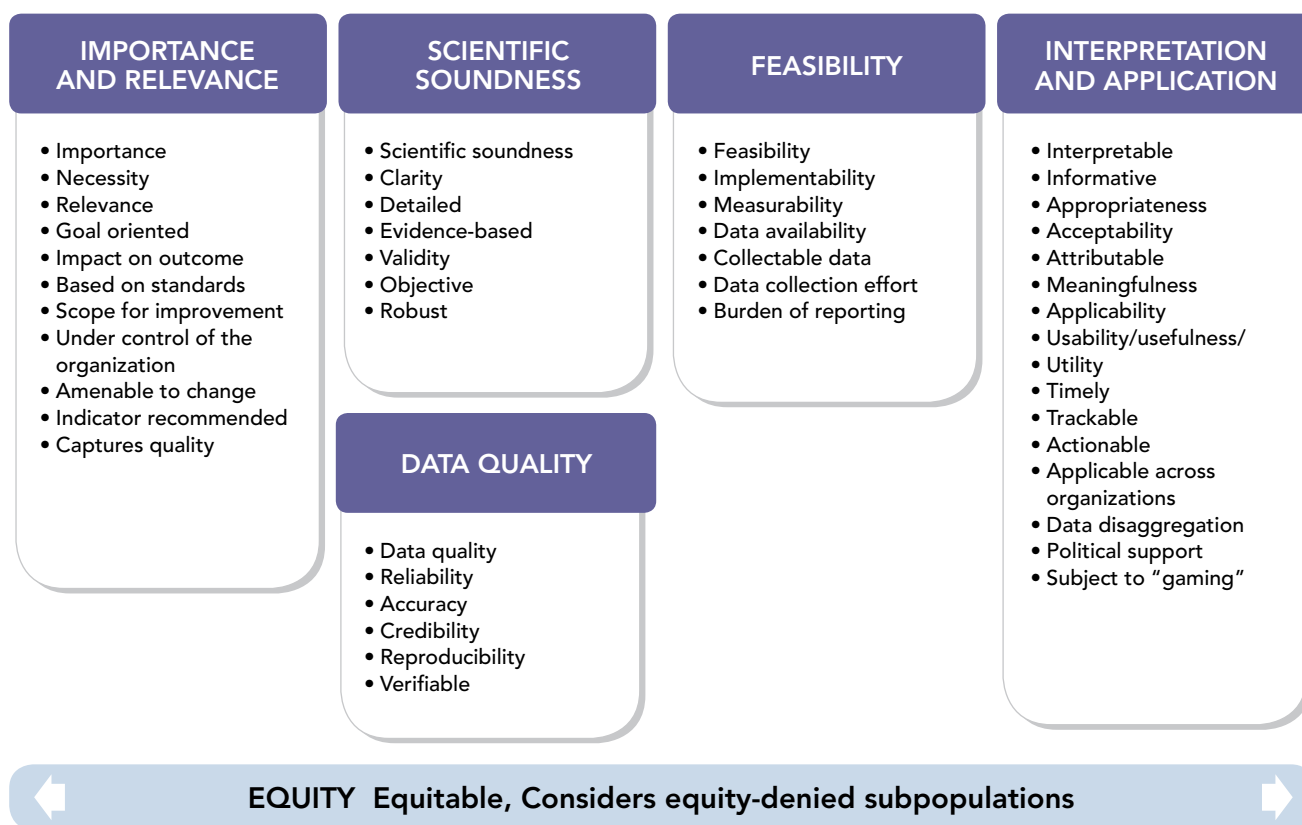 IMPORTANCE
AND RELEVANCE
• Importance
• Necessity
• Relevance
• Goal oriented
• Impact on outcome
• Based on standards
• Scope for improvement
• Under control of the
organization
• Amenable to change
• Indicator recommended
• Captures quality
SCIENTIFIC
SOUNDNESS
• Scientific soundness
• Clarity
• Detailed
• Evidence-based
• Validity
• Objective
• Robust
DATA QUALITY
• Data quality
• Reliability
• Accuracy
• Credibility
• Reproducibility
• Verifiable
FEASIBILITY
• Feasibility
• Implementability
• Measurability
• Data availability
• Collectable data
• Data collection effort
• Burden of reporting
INTERPRETATION
AND APPLICATION
• Interpretable
• Informative
• Appropriateness
• Acceptability
• Attributable
• Meaningfulness
• Applicability
• Usability/usefulness/
• Utility
• Timely
• Trackable
• Actionable
• Applicable across
organizations
• Data disaggregation
• Political support
• Subject to “gaming”
EQUITY Equitable, Considers equity-denied subpopulations